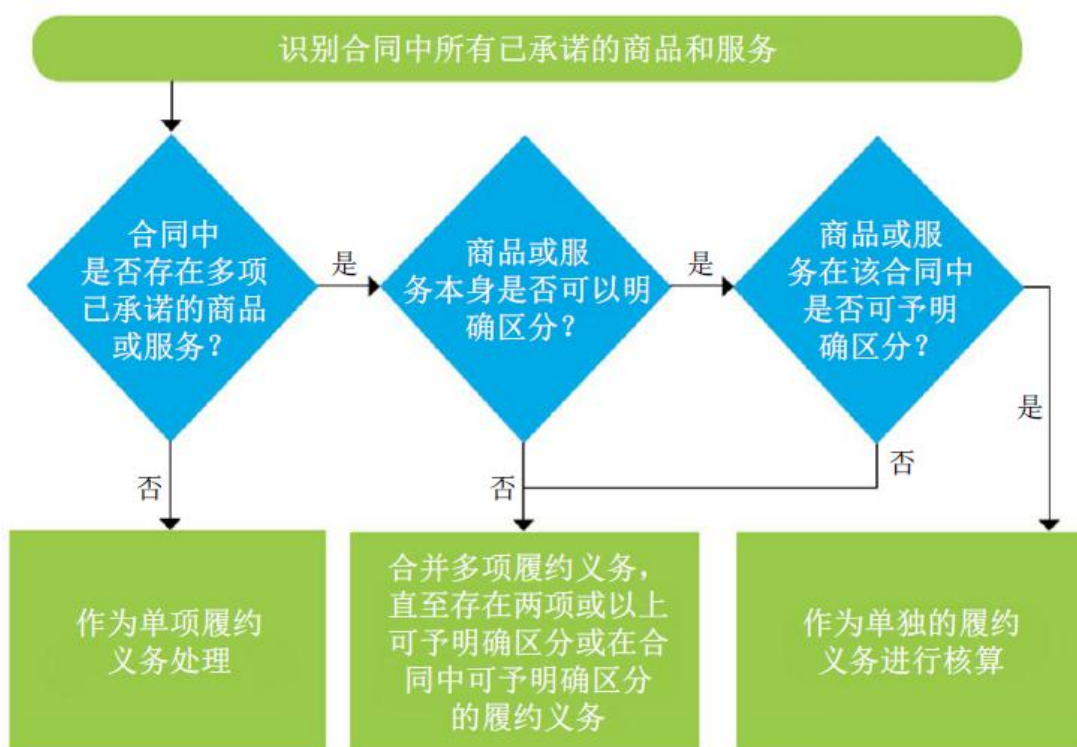 识别合同中所有已承诺的商品和服务
合同中
是否存在多项
已承诺的商品
或服务？
是
商品或服
务本身是否可以明
确区分？
是
商品或服
务在该合同中
是否可予明
确区分？
是
否
否
否
作为单项履约
义务处理
合并多项履约义务，
直至存在两项或以上
可予明确区分或在合
同中可予明确区分
的履约义务
作为单独的履约
义务进行核算